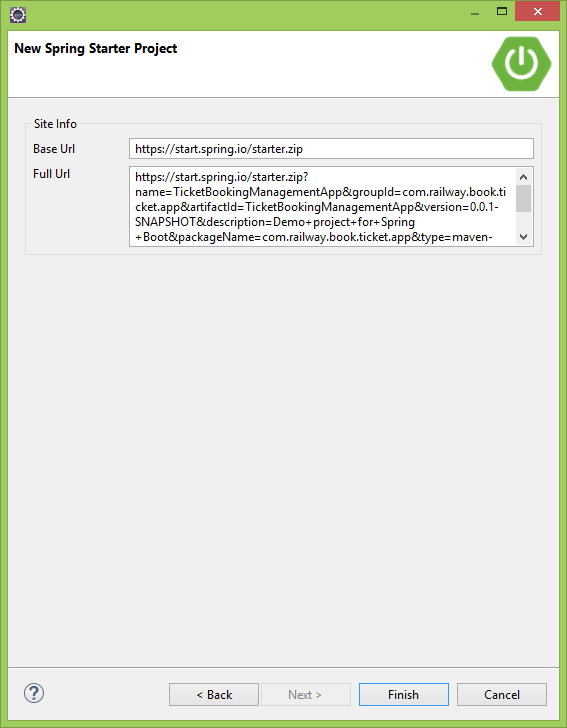 New Spring Starter Project
Site Info
Base Url
https://start.spring.io/starter.zip
Full Url
https://start.spring.io/starter.zip?
name=TicketBookingManagementApp&groupId=com.railway.book.ti
cket.app&artifactId=TicketBookingManagementApp&version=0.0.1-
SNAPSHOT&description=Demo+project+for+Spring
+Boot&packageName=com.railway.book.ticket.app&type=maven-
?
< Back
Next >
Finish
Cancel